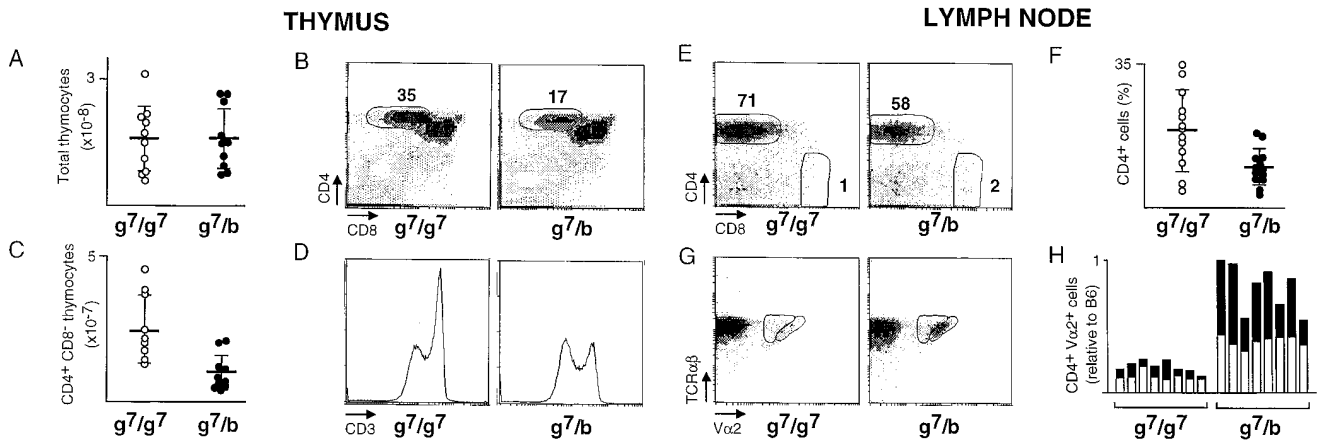 THYMUS
LYMPH NODE
A
Total thymocytes
(x10-8)
3
g7/g7
g7/b
B
35
17
CD4
CD8
g7/g7
g7/b
C
CD4+ CD8- thymocytes
(x10-7)
5
g7/g7
g7/b
D
CD3
g7/g7
g7/b
E
71
58
1
2
CD4
CD8
g7/g7
g7/b
F
35
CD4+ cells (%)
g7/g7
g7/b
G
TCRαβ
Vα2
g7/g7
g7/b
H
1
CD4+ Vα2+ cells
(relative to B6)
g7/g7
g7/b